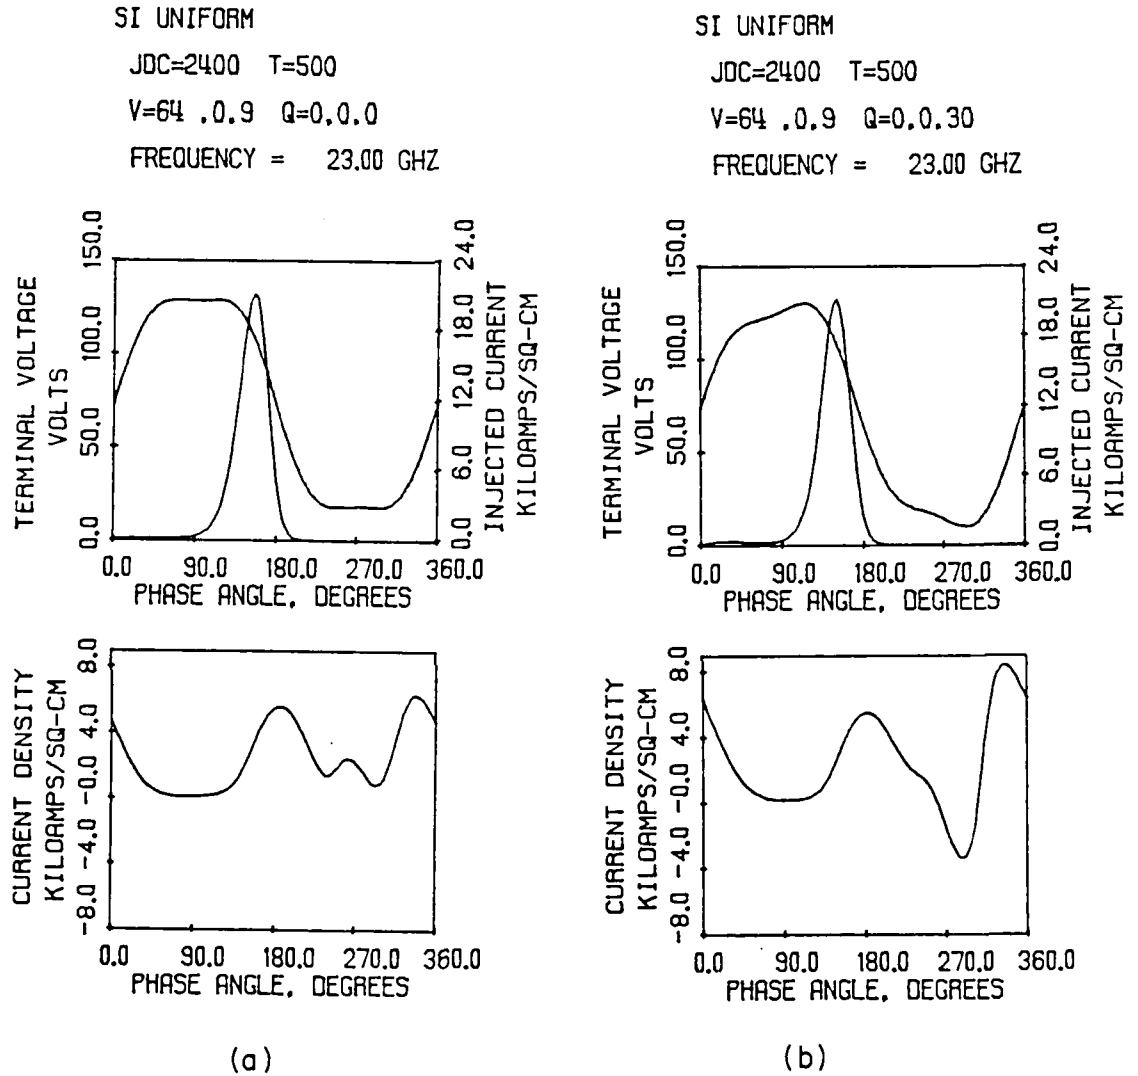 SI UNIFORM
JDC=2400 T=500
V=64 .0.9 Q=0.0.0
FREQUENCY = 23.00 GHZ
TERMINAL VOLTAGE
VOLTS
0.0 50.0 100.0 150.0
0.0 6.0 12.0 18.0 24.0
INJECTED CURRENT
KILOAMPS/SQ-CM
0.0 90.0 180.0 270.0 360.0
PHASE ANGLE, DEGREES
CURRENT DENSITY
KILOAMPS/SQ-CM
-8.0 -4.0 -0.0 4.0 8.0
0.0 90.0 180.0 270.0 360.0
PHASE ANGLE, DEGREES
(a)
SI UNIFORM
JDC=2400 T=500
V=64 .0.9 Q=0.0.30
FREQUENCY = 23.00 GHZ
TERMINAL VOLTAGE
VOLTS
0.0 50.0 100.0 150.0
0.0 6.0 12.0 18.0 24.0
INJECTED CURRENT
KILOAMPS/SQ-CM
0.0 90.0 180.0 270.0 360.0
PHASE ANGLE, DEGREES
CURRENT DENSITY
KILOAMPS/SQ-CM
-8.0 -4.0 -0.0 4.0 8.0
0.0 90.0 180.0 270.0 360.0
PHASE ANGLE, DEGREES
(b)